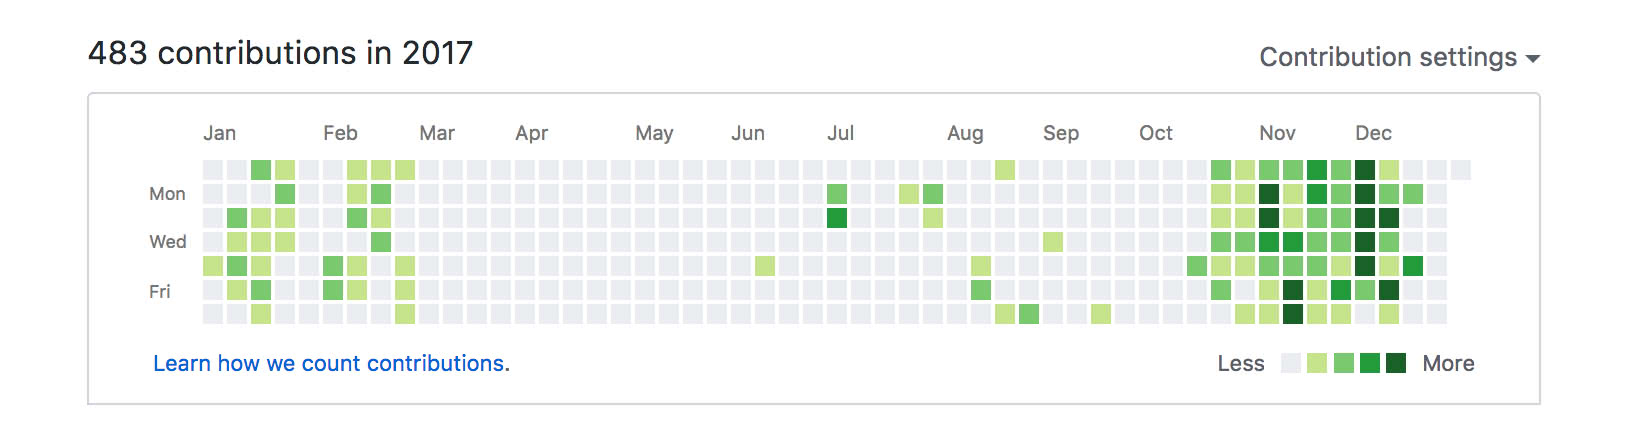 483 contributions in 2017
Contribution settings
Jan Feb Mar Apr May Jun Jul Aug Sep Oct Nov Dec
Mon
Wed
Fri
Learn how we count contributions.
Less More